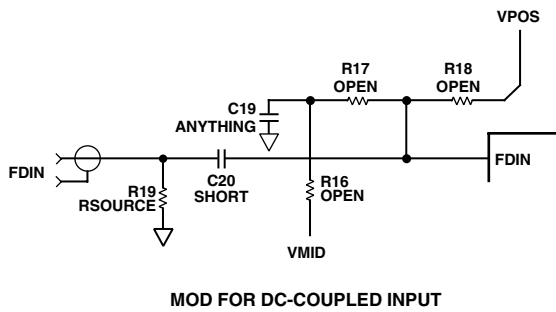 VPOS
R17
OPEN
R18
OPEN
C19
ANYTHING
FDIN
R19
RSOURCE
C20
SHORT
R16
OPEN
FDIN
VMID
MOD FOR DC-COUPLED INPUT